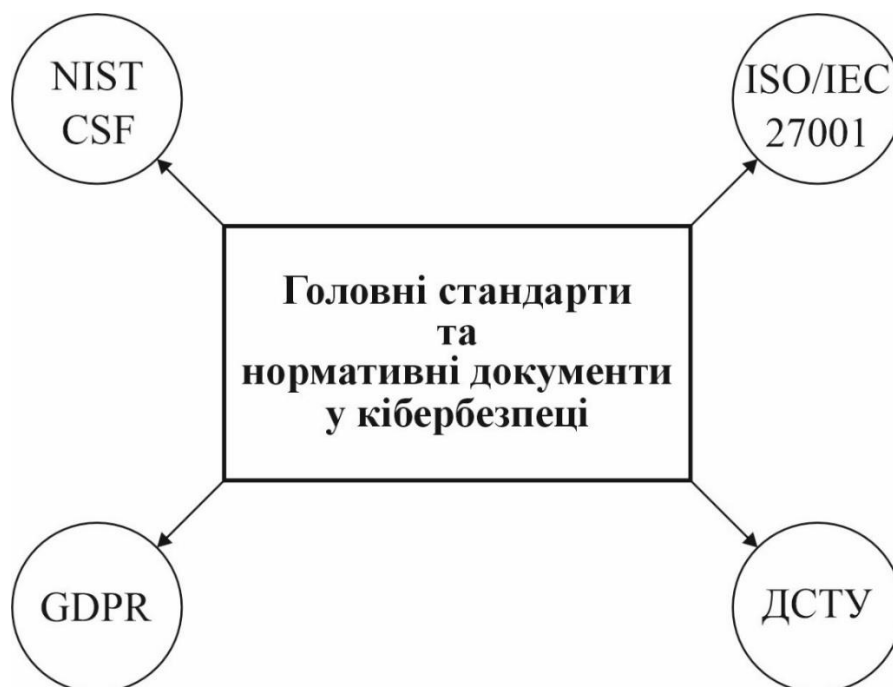 NIST
CSF
ISO/IEC
27001
Головні стандарти
та
нормативні документи
у кібербезпеці
GDPR
ДСТУ